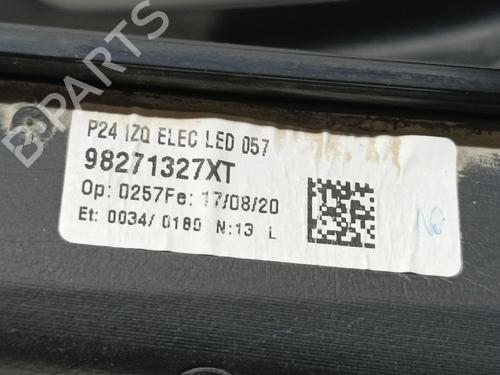 P24 IZQ ELEC LED 057
98271327XT
Op: 0257Fe: 17/08/20
Et: 0034/ 0180 N:13 L
B-Parts